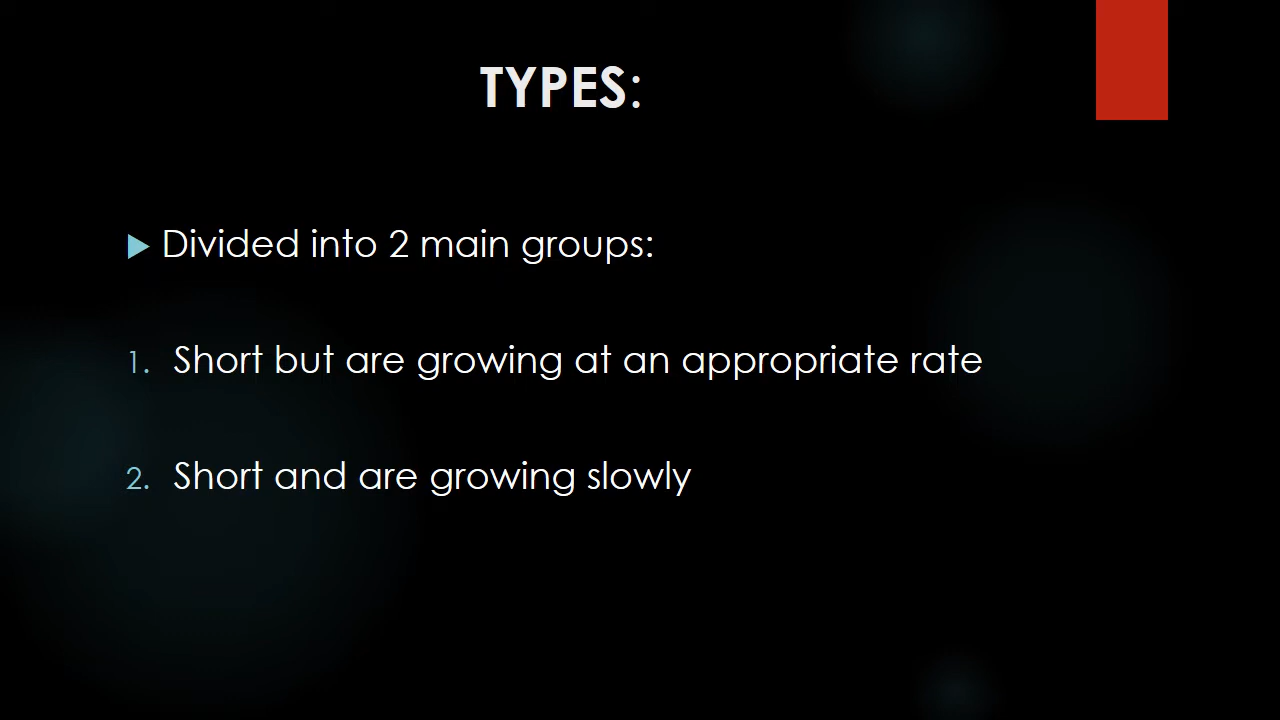 TYPES:
Divided into 2 main groups:
1. Short but are growing at an appropriate rate
2. Short and are growing slowly